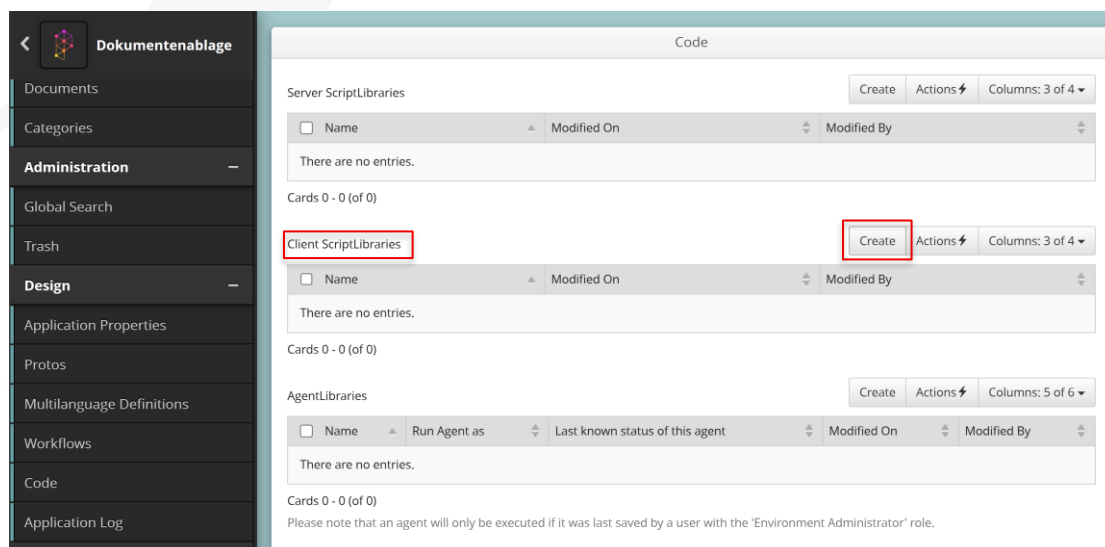 Dokumentenablage
Documents
Categories
Administration
Global Search
Trash
Design
Application Properties
Protos
Multilanguage Definitions
Workflows
Code
Application Log
Code
Server ScriptLibraries Create Actions Columns: 3 of 4
Name Modified On Modified By
There are no entries.
Cards 0 - 0 (of 0)
Client ScriptLibraries Create Actions Columns: 3 of 4
Name Modified On Modified By
There are no entries.
Cards 0 - 0 (of 0)
AgentLibraries Create Actions Columns: 5 of 6
Name Run Agent as Last known status of this agent Modified On Modified By
There are no entries.
Cards 0 - 0 (of 0)
Please note that an agent will only be executed if it was last saved by a user with the 'Environment Administrator' role.